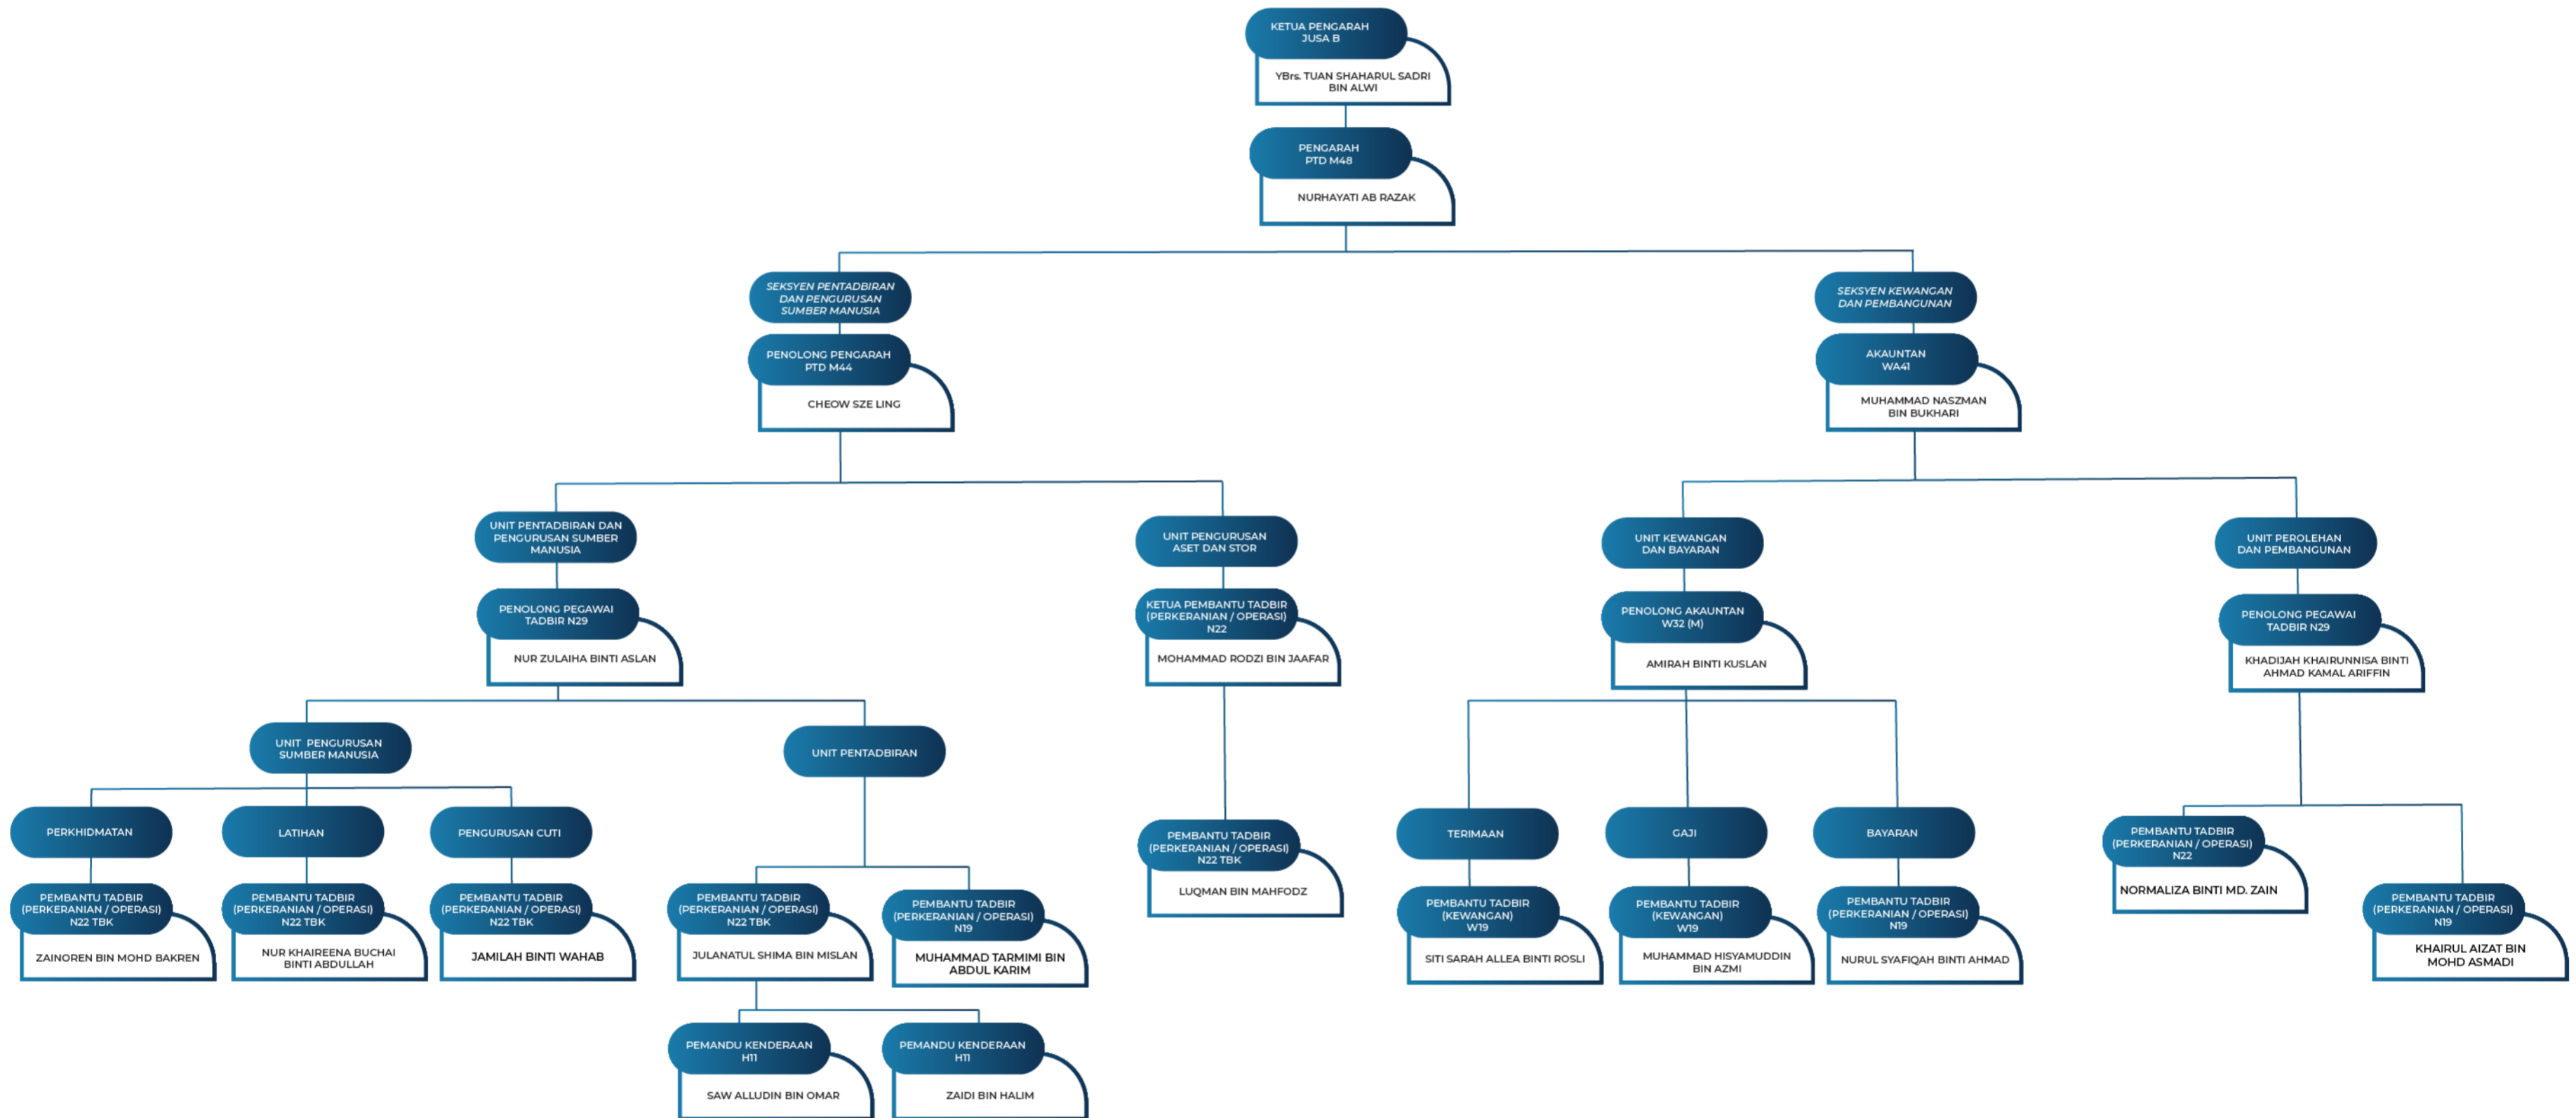 KETUA PENGARAH
JUSA B
YBrs. TUAN SHAHARUL SADRI
BIN ALWI
PENGARAH
PTD M48
NURHAYATI AB RAZAK
SEKSYEN PENTADBIRAN
DAN PENGURUSAN
SUMBER MANUSIA
PENOLONG PENGARAH
PTD M44
CHEOW SZE LING
SEKSYEN KEWANGAN
DAN PEMBANGUNAN
AKAUNTAN
WA41
MUHAMMAD NASZMAN
BIN BUKHARI
UNIT PENTADBIRAN DAN
PENGURUSAN SUMBER
MANUSIA
PENOLONG PEGAWAI
TADBIR N29
NUR ZULAIHA BINTI ASLAN
UNIT PENGURUSAN
ASET DAN STOR
KETUA PEMBANTU TADBIR
(PERKERANIAN / OPERASI)
N22
MOHAMMAD RODZI BIN JAAFAR
UNIT KEWANGAN
DAN BAYARAN
PENOLONG AKAUNTAN
W32 (M)
AMIRAH BINTI KUSLAN
UNIT PEROLEHAN
DAN PEMBANGUNAN
PENOLONG PEGAWAI
TADBIR N29
KHADIJAH KHAIRUNNISA BINTI
AHMAD KAMAL ARIFFIN
UNIT PENGURUSAN
SUMBER MANUSIA
UNIT PENTADBIRAN
PERKHIDMATAN
PEMBANTU TADBIR
(PERKERANIAN / OPERASI)
N22 TBK
ZAINOREN BIN MOHD BAKREN
LATIHAN
PEMBANTU TADBIR
(PERKERANIAN / OPERASI)
N22 TBK
NUR KHAIREENA BUCHAI
BINTI ABDULLAH
PENGURUSAN CUTI
PEMBANTU TADBIR
(PERKERANIAN / OPERASI)
N22 TBK
JAMILAH BINTI WAHAB
PEMBANTU TADBIR
(PERKERANIAN / OPERASI)
N22 TBK
JULANATUL SHIMA BIN MISLAN
PEMBANTU TADBIR
(PERKERANIAN / OPERASI)
N19
MUHAMMAD TARMIMI BIN
ABDUL KARIM
PEMANDU KENDERAAN
H11
SAW ALLUDIN BIN OMAR
PEMANDU KENDERAAN
H11
ZAIDI BIN HALIM
PEMBANTU TADBIR
(PERKERANIAN / OPERASI)
N22 TBK
LUQMAN BIN MAHFODZ
TERIMAAN
PEMBANTU TADBIR
(KEWANGAN)
W19
SITI SARAH ALLEA BINTI ROSLI
GAJI
PEMBANTU TADBIR
(KEWANGAN)
W19
MUHAMMAD HISYAMUDDIN
BIN AZMI
BAYARAN
PEMBANTU TADBIR
(PERKERANIAN / OPERASI)
N19
NURUL SYAFIQAH BINTI AHMAD
PEMBANTU TADBIR
(PERKERANIAN / OPERASI)
N22
NORMALIZA BINTI MD. ZAIN
PEMBANTU TADBIR
(PERKERANIAN / OPERASI)
N19
KHAIRUL AIZAT BIN
MOHD ASMADI